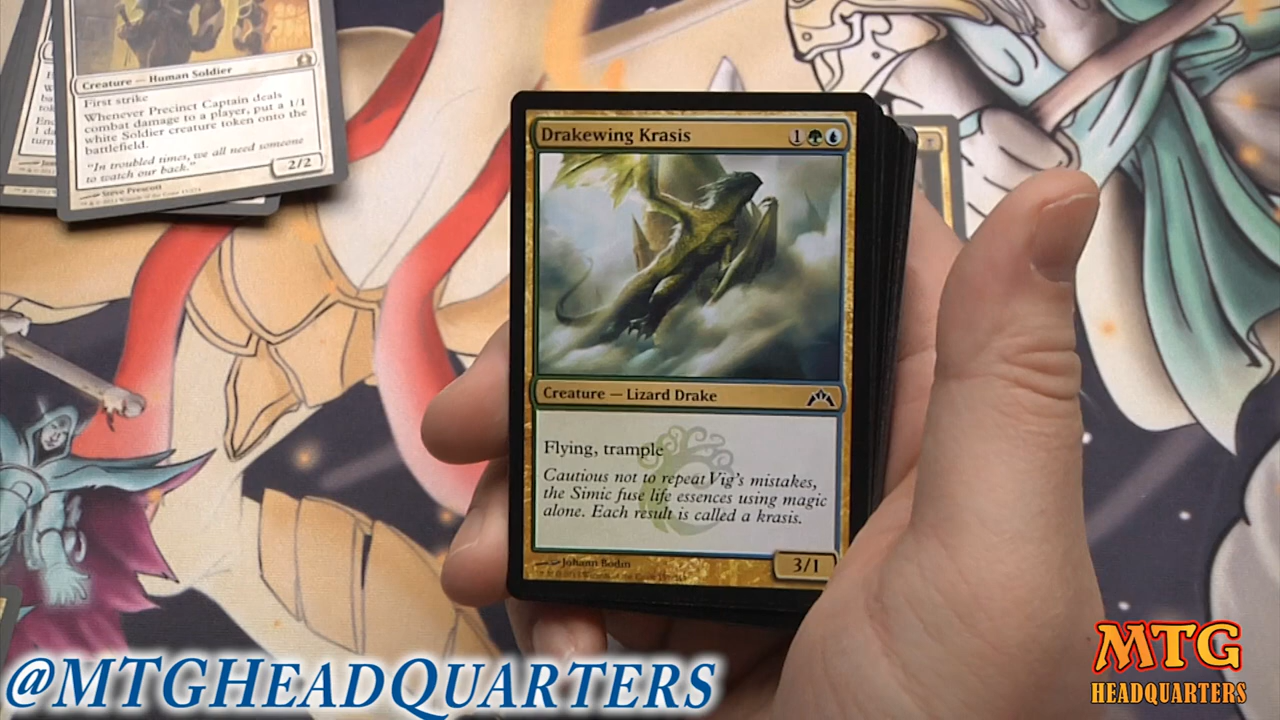 Creature — Human Soldier
First strike
Whenever Precinct Captain deals
combat damage to a player, put a 1/1
white Soldier creature token onto the
battlefield.
"In troubled times, we all need someone
to watch our back."
2/2
Steve Prescott
Drakewing Krasis
1
Creature — Lizard Drake
Flying, trample
Cautious not to repeat Vig's mistakes,
the Simic fuse life essences using magic
alone. Each result is called a krasis.
Johann Bodin
3/1
@MTGHeadQuarters
MTG
HEADQUARTERS